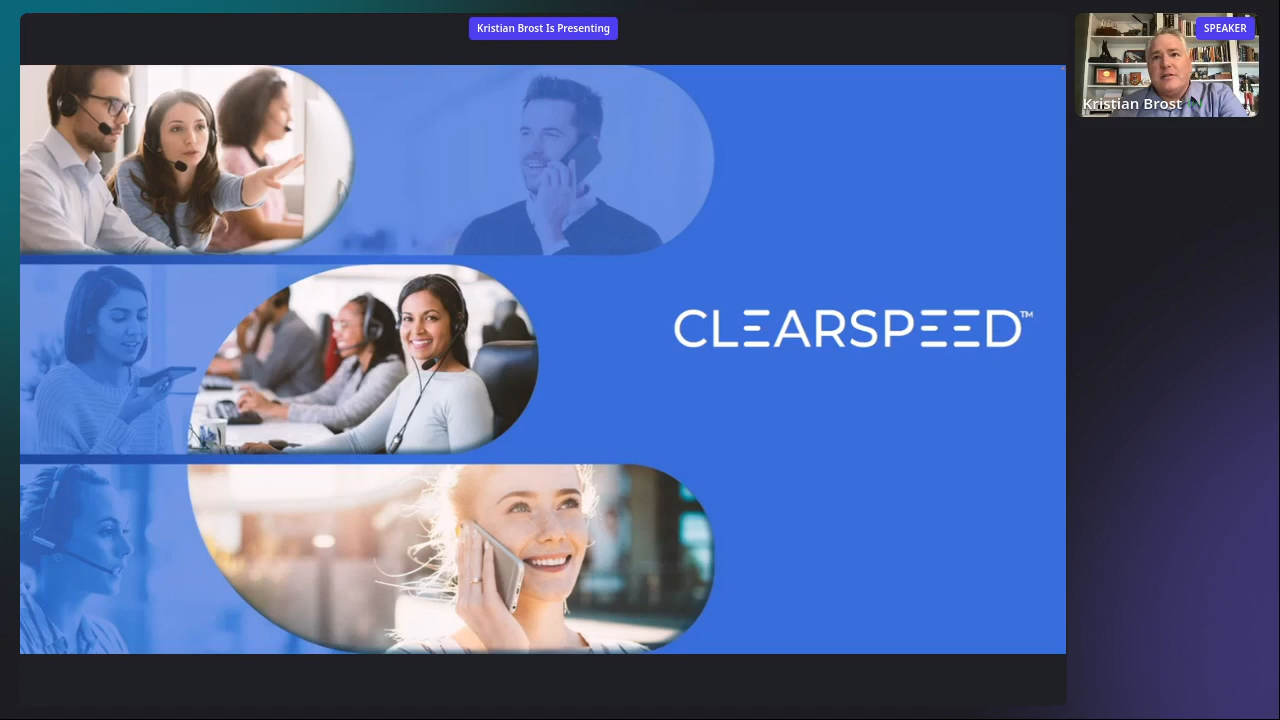 Kristian Brost Is Presenting
SPEAKER
Kristian Brost
CLEARSPEED™